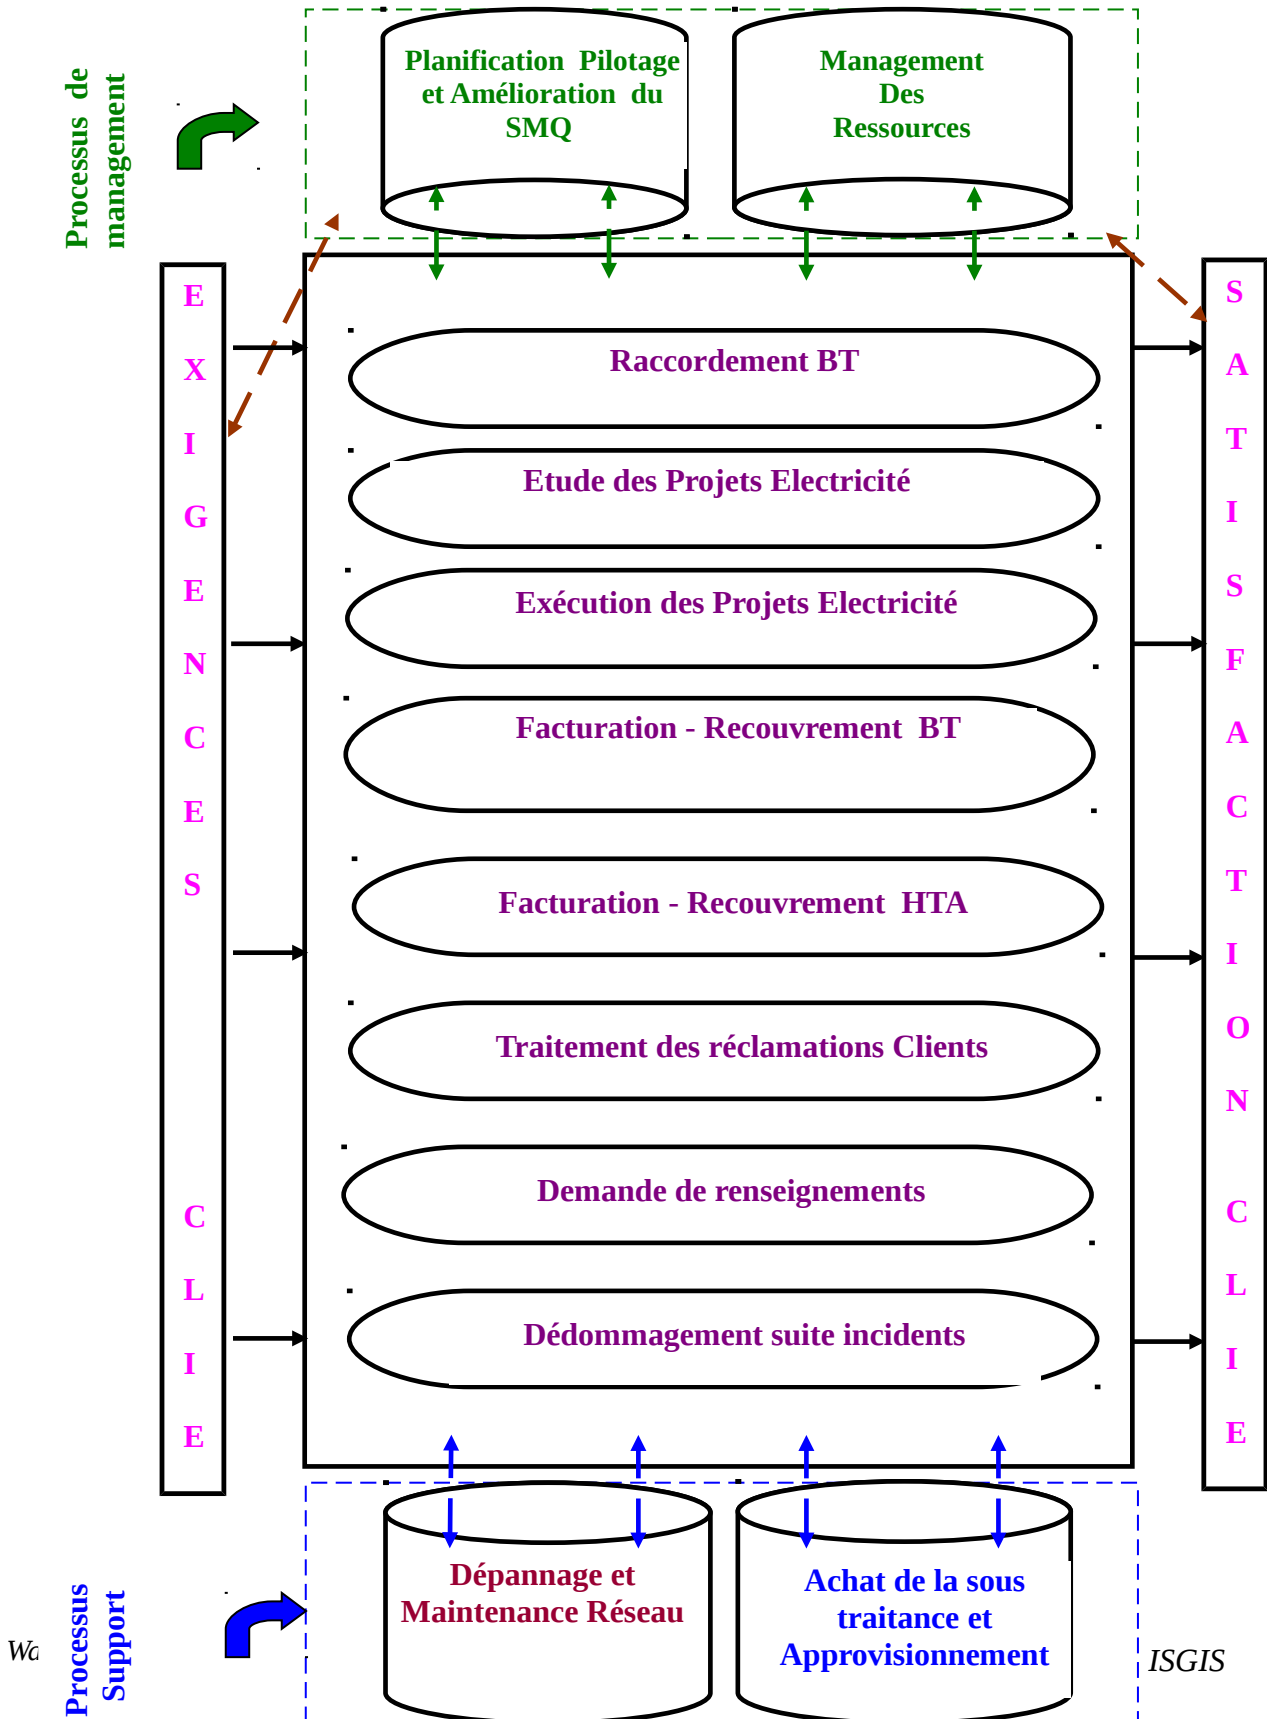 Processus de
management
Planification Pilotage
et Amélioration du
SMQ
Management
Des
Ressources
E
X
I
G
E
N
C
E
S
C
L
I
E
Raccordement BT
Etude des Projets Electricité
Exécution des Projets Electricité
Facturation - Recouvrement BT
Facturation - Recouvrement HTA
Traitement des réclamations Clients
Demande de renseignements
Dédommagement suite incidents
S
A
T
I
S
F
A
C
T
I
O
N
C
L
I
E
Processus
Support
Dépannage et
Maintenance Réseau
Achat de la sous
traitance et
Approvisionnement
ISGIS